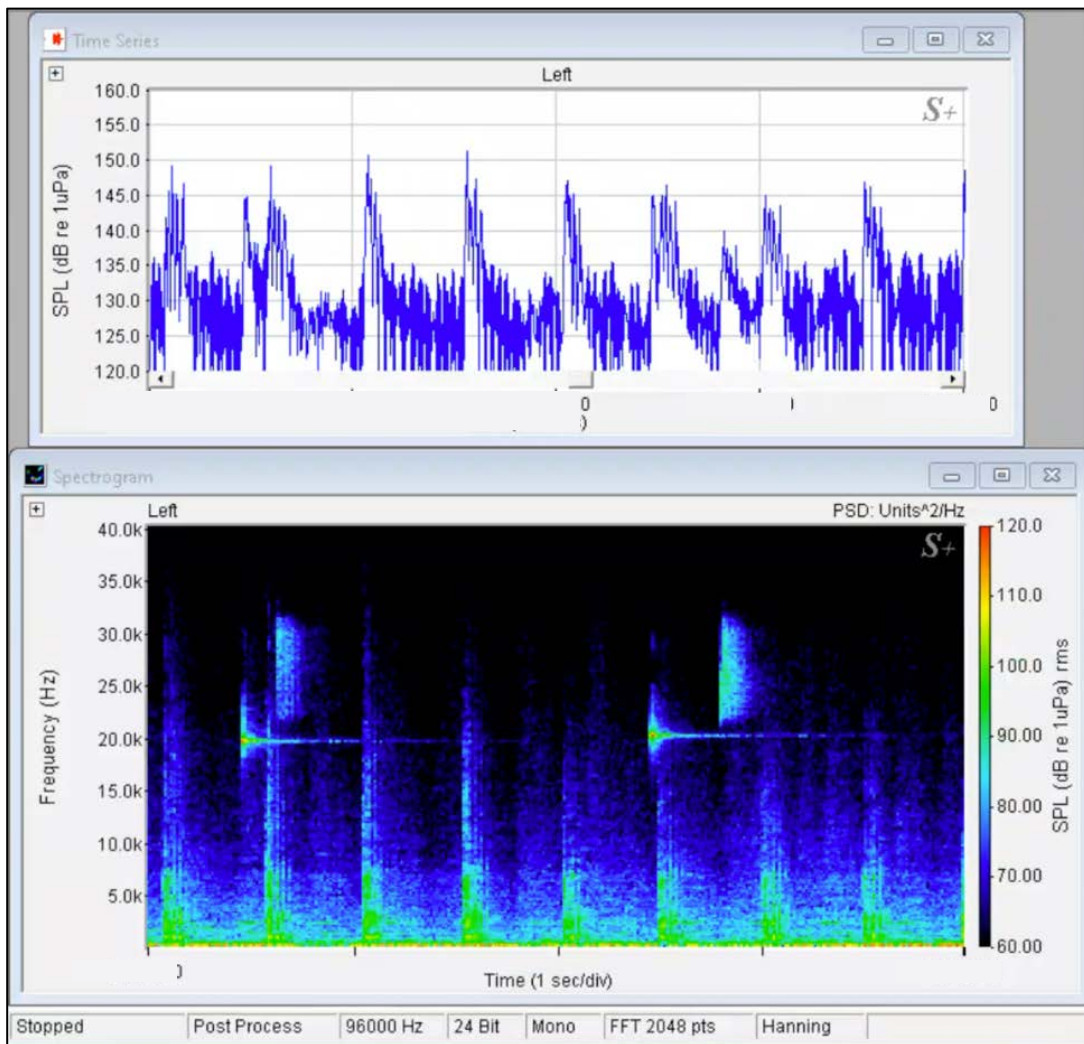 Time Series
Left
S+
160.0
155.0
150.0
145.0
140.0
135.0
130.0
125.0
120.0
SPL (dB re 1uPa)
0
)
0
)
Spectrogram
Left
PSD: Units^2/Hz
S+
40.0k
35.0k
30.0k
25.0k
20.0k
15.0k
10.0k
5.0k
Frequency (Hz)
120.0
110.0
100.0
90.00
80.00
70.00
60.00
SPL (dB re 1uPa) rms
0
Time (1 sec/div)
Stopped Post Process 96000 Hz 24 Bit Mono FFT 2048 pts Hanning